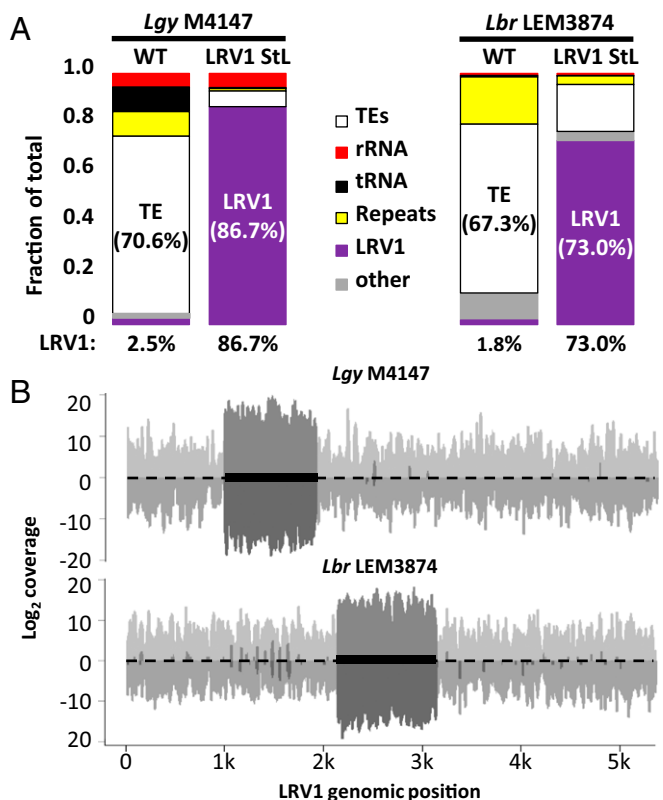 A
Lgy M4147
WT
LRV1 StL
1.0
0.8
0.6
0.4
0.2
0
Fraction of total
TE
(70.6%)
LRV1
(86.7%)
LRV1:
2.5%
86.7%
TEs
rRNA
tRNA
Repeats
LRV1
other
Lbr LEM3874
WT
LRV1 StL
TE
(67.3%)
LRV1
(73.0%)
1.8%
73.0%
B
Lgy M4147
20
10
0
-10
-20
Log2 coverage
Lbr LEM3874
20
10
0
-10
20
0
1k
2k
3k
4k
5k
LRV1 genomic position